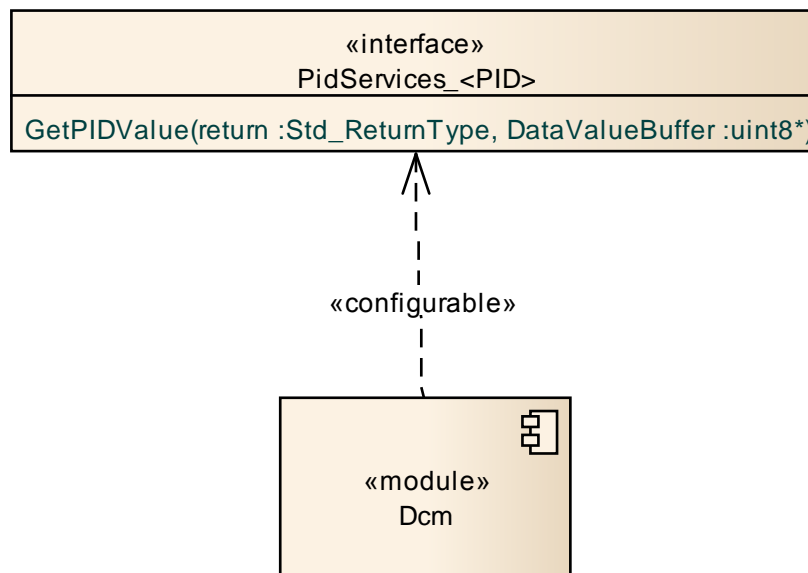 «interface»
PidServices_<PID>
GetPIDValue(return :Std_ReturnType, DataValueBuffer :uint8*)
«configurable»
«module»
Dcm